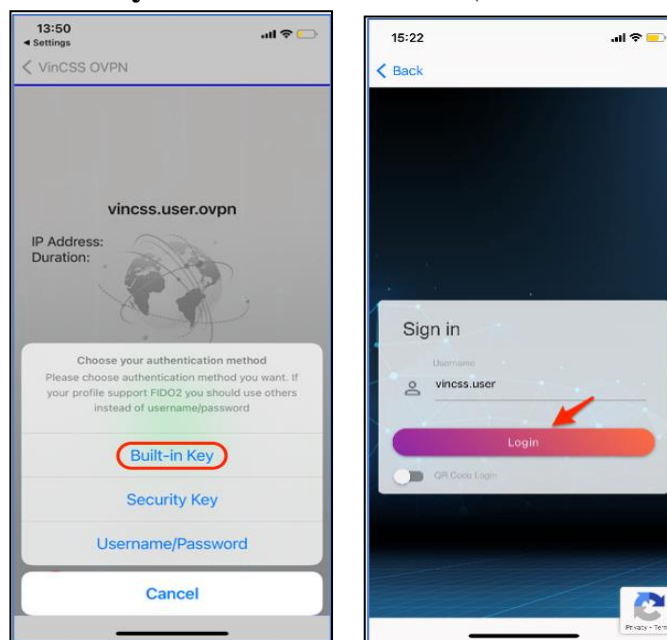 13:50
Settings
VinCSS OVPN
vincss.user.ovpn
IP Address:
Duration:
Choose your authentication method
Please choose authentication method you want. If
your profile support FIDO2 you should use others
instead of username/password
Built-in Key
Security Key
Username/Password
Cancel
15:22
Back
Sign in
Username
vincss.user
Login
QR Code Login
Privacy